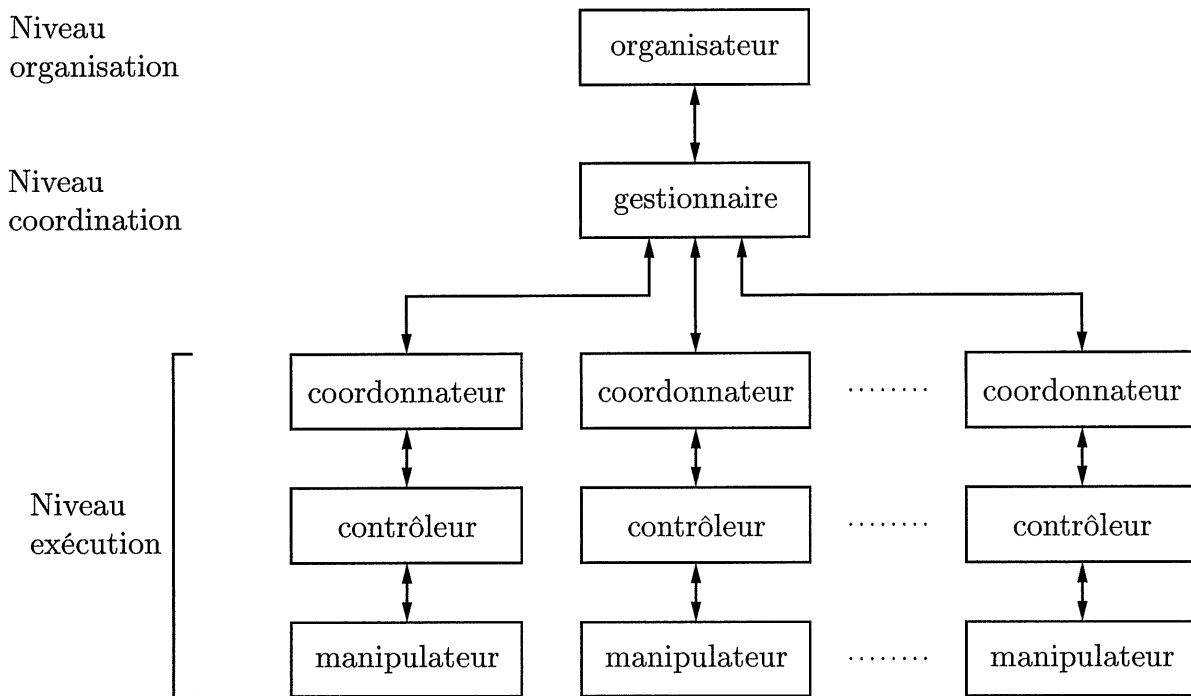 Niveau
organisation
organisateur
Niveau
coordination
gestionnaire
coordonnateur coordonnateur ........ coordonnateur
Niveau
exécution
contrôleur contrôleur ........ contrôleur
manipulateur manipulateur ........ manipulateur